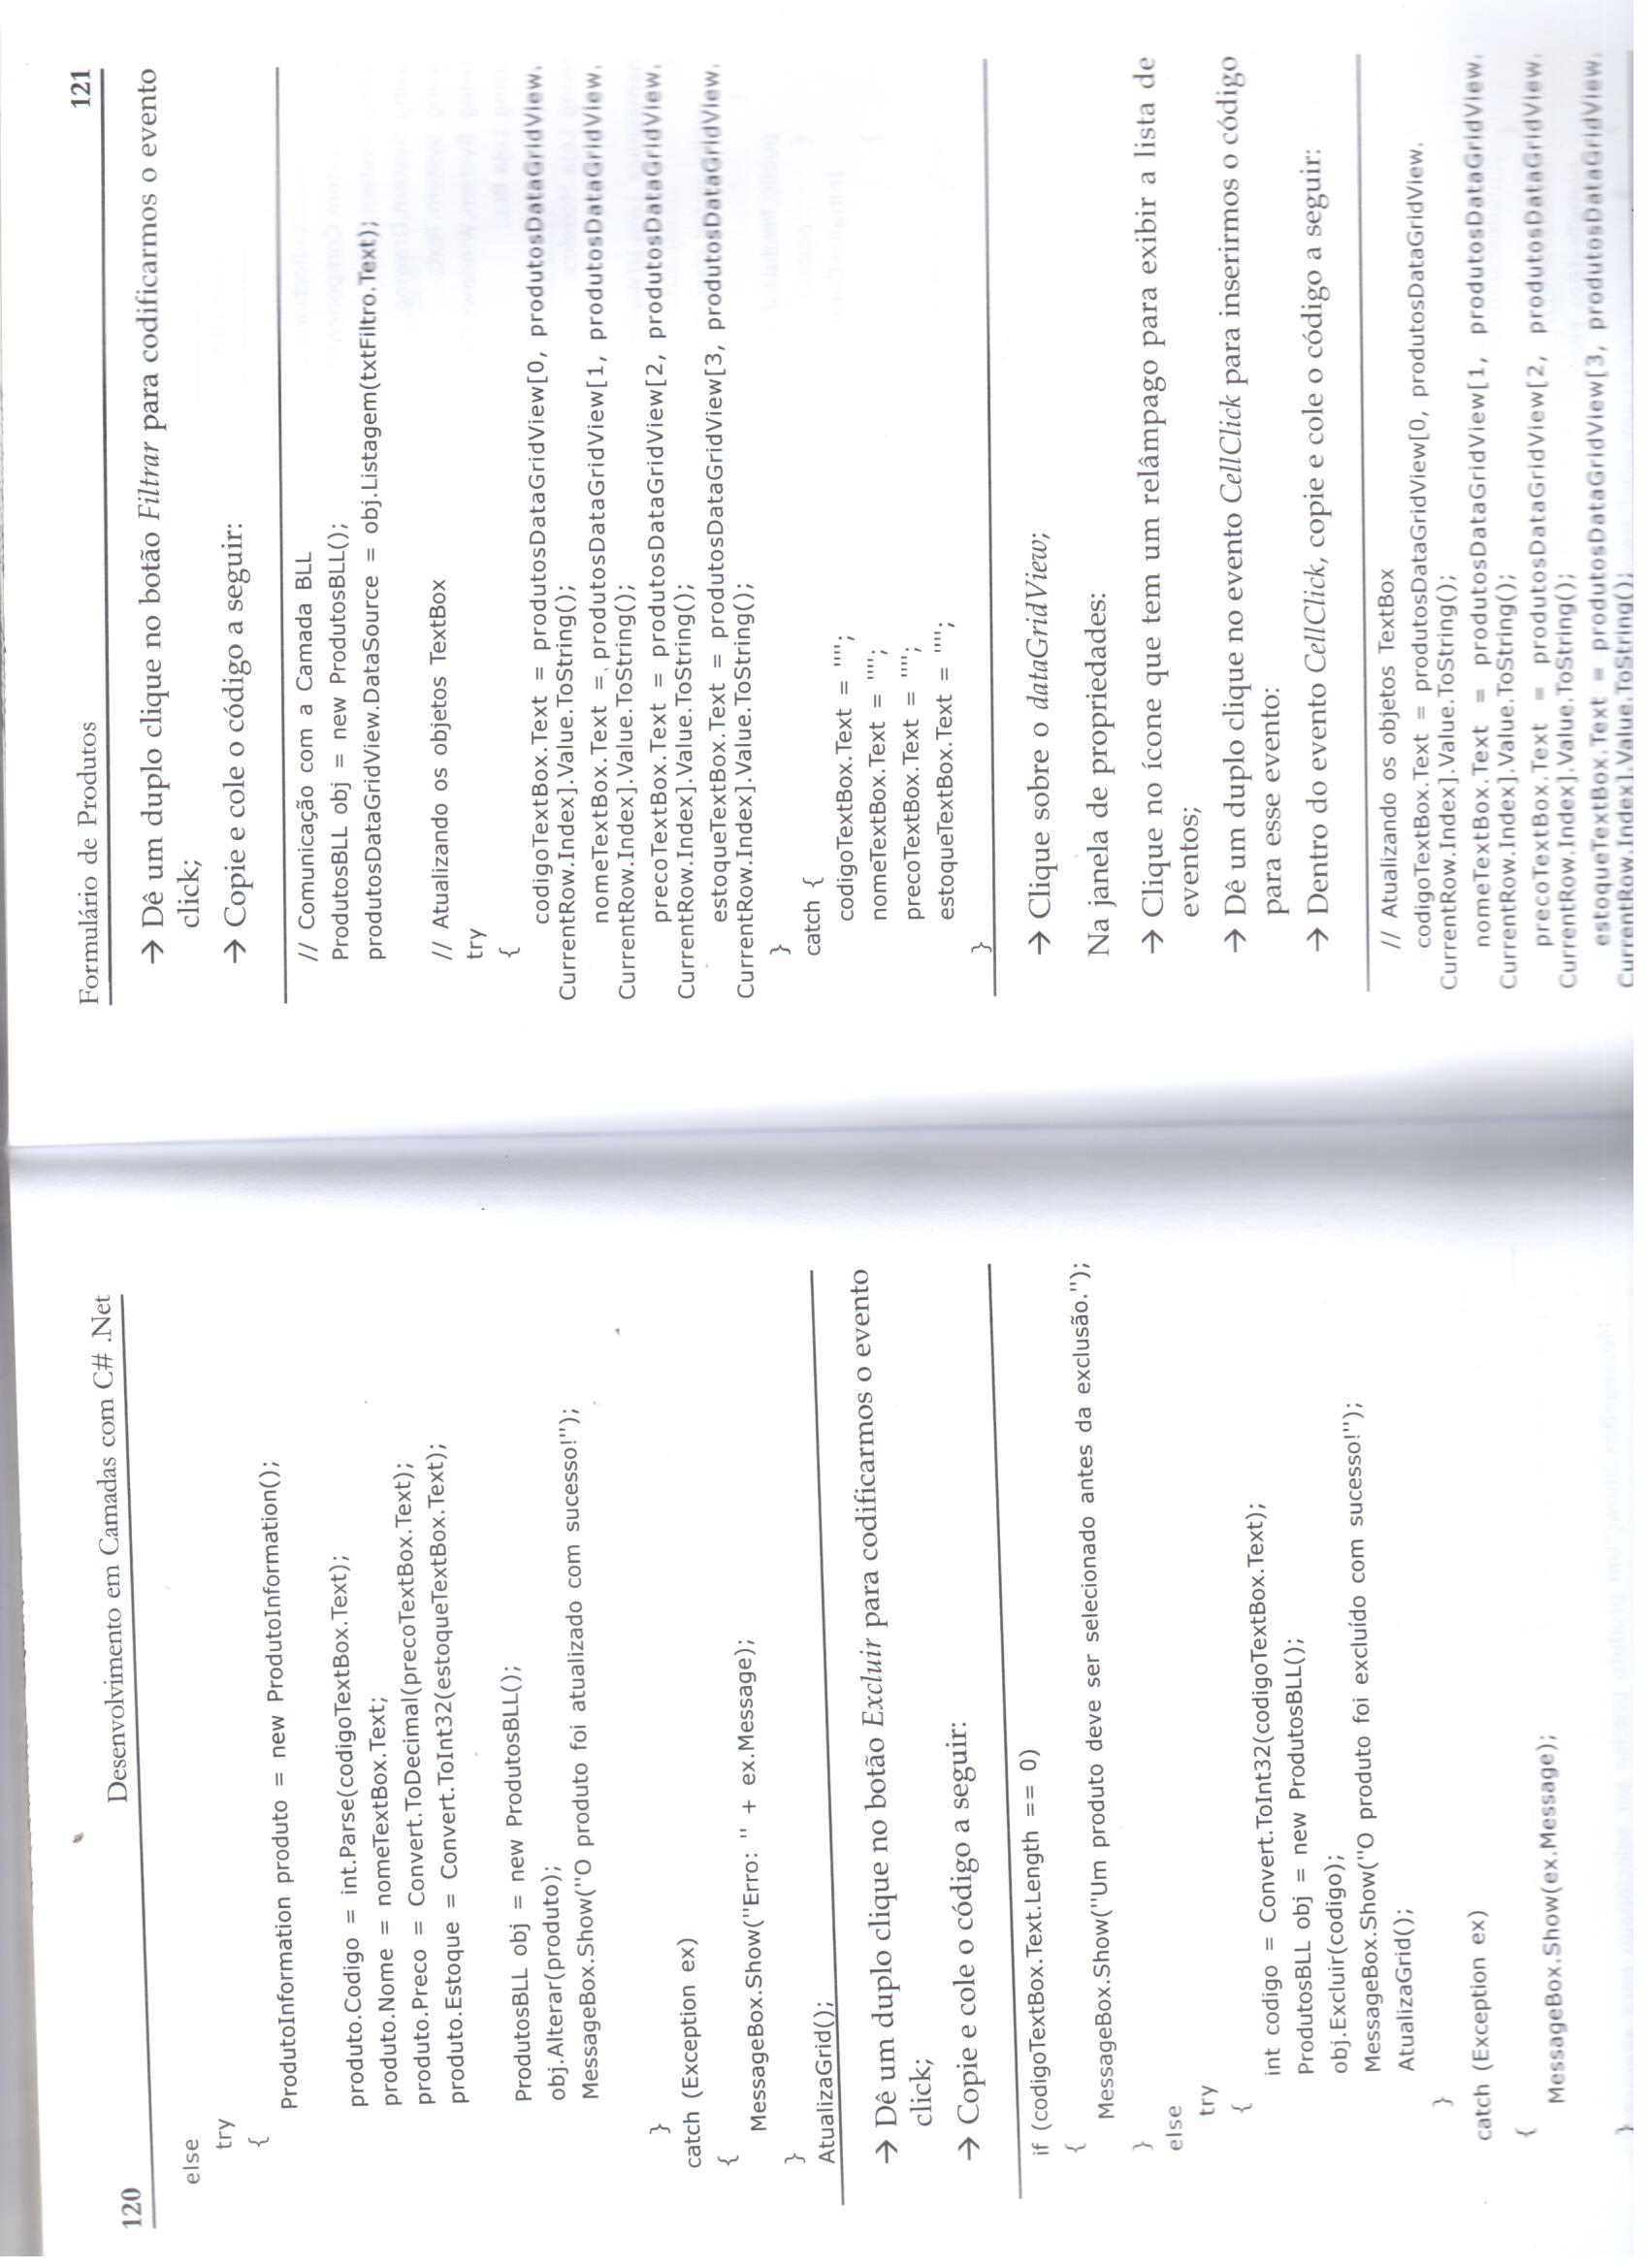 120
Desenvolvimento em Camadas com C# .Net
else
try
{
ProdutoInformation produto = new ProdutoInformation();
produto.Codigo = int.Parse(codigoTextBox.Text);
produto.Nome = nomeTextBox.Text;
produto.Preco = Convert.ToDecimal(precoTextBox.Text);
produto.Estoque = Convert.ToInt32(estoqueTextBox.Text);
ProdutosBLL obj = new ProdutosBLL();
obj.Alterar(produto);
MessageBox.Show("O produto foi atualizado com sucesso!");
}
catch (Exception ex)
{
MessageBox.Show("Erro: " + ex.Message);
}
AtualizaGrid();
→ Dê um duplo clique no botão Excluir para codificarmos o evento
click;
→ Copie e cole o código a seguir:
if (codigoTextBox.Text.Length == 0)
{
MessageBox.Show("Um produto deve ser selecionado antes da exclusão.");
}
else
try
{
int codigo = Convert.ToInt32(codigoTextBox.Text);
ProdutosBLL obj = new ProdutosBLL();
obj.Excluir(codigo);
MessageBox.Show("O produto foi excluído com sucesso!");
AtualizaGrid();
}
catch (Exception ex)
{
MessageBox.Show(ex.Message);
}
Formulário de Produtos
121
→ Dê um duplo clique no botão Filtrar para codificarmos o evento
click;
→ Copie e cole o código a seguir:
// Comunicação com a Camada BLL
ProdutosBLL obj = new ProdutosBLL();
produtosDataGridView.DataSource = obj.Listagem(txtFiltro.Text);
// Atualizando os objetos TextBox
try
{
codigoTextBox.Text = produtosDataGridView[0, produtosDataGridView.
CurrentRow.Index].Value.ToString();
nomeTextBox.Text = produtosDataGridView[1, produtosDataGridView.
CurrentRow.Index].Value.ToString();
precoTextBox.Text = produtosDataGridView[2, produtosDataGridView.
CurrentRow.Index].Value.ToString();
estoqueTextBox.Text = produtosDataGridView[3, produtosDataGridView.
CurrentRow.Index].Value.ToString();
}
catch {
codigoTextBox.Text = "";
nomeTextBox.Text = "";
precoTextBox.Text = "";
estoqueTextBox.Text = "";
}
→ Clique sobre o dataGridView;
Na janela de propriedades:
→ Clique no ícone que tem um relâmpago para exibir a lista de
eventos;
→ Dê um duplo clique no evento CellClick para inserirmos o código
para esse evento:
→ Dentro do evento CellClick, copie e cole o código a seguir:
// Atualizando os objetos TextBox
codigoTextBox.Text = produtosDataGridView[0, produtosDataGridView.
CurrentRow.Index].Value.ToString();
nomeTextBox.Text = produtosDataGridView[1, produtosDataGridView.
CurrentRow.Index].Value.ToString();
precoTextBox.Text = produtosDataGridView[2, produtosDataGridView.
CurrentRow.Index].Value.ToString();
estoqueTextBox.Text = produtosDataGridView[3, produtosDataGridView.
CurrentRow.Index].Value.ToString();